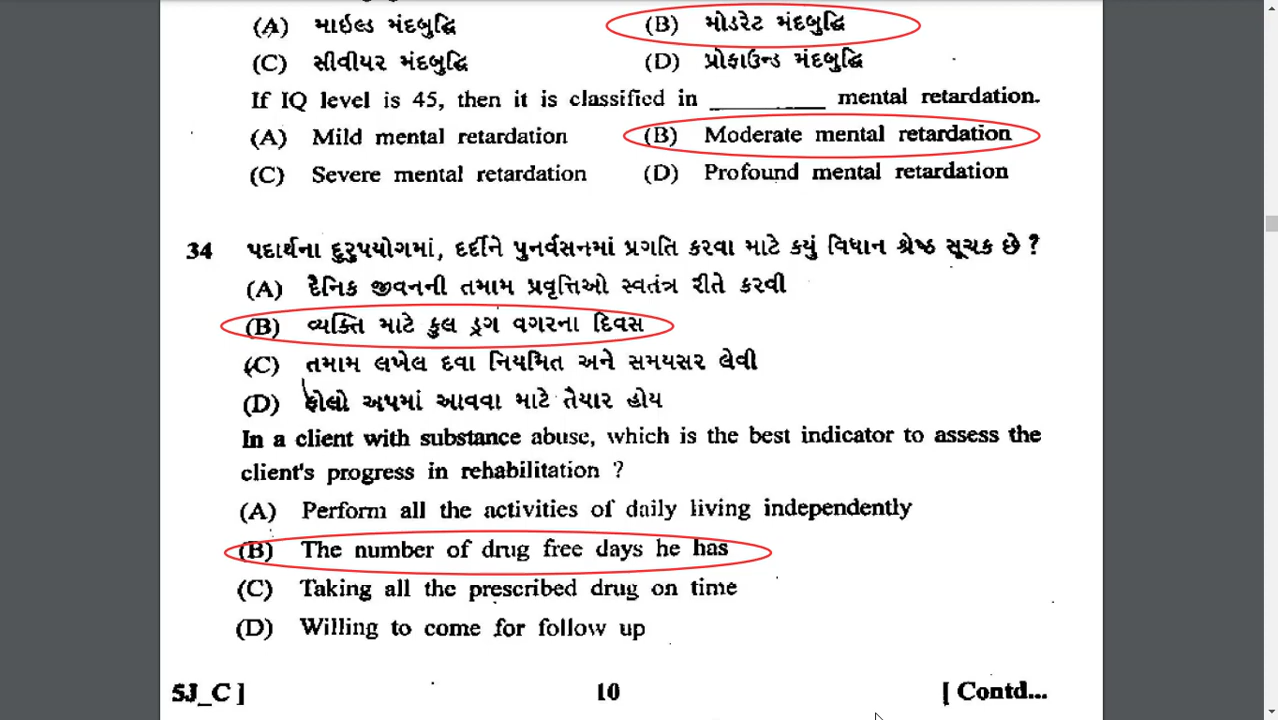 (A) માઇલ્ડ મંદબુદ્ધિ (B) મોડરેટ મંદબુદ્ધિ
(C) સીવીયર મંદબુદ્ધિ (D) પ્રોફાઉન્ડ મંદબુદ્ધિ
If IQ level is 45, then it is classified in _________ mental retardation.
(A) Mild mental retardation (B) Moderate mental retardation
(C) Severe mental retardation (D) Profound mental retardation
34 પદાર્થના દુરુપયોગમાં, દર્દીને પુનર્વસનમાં પ્રગતિ કરવા માટે કયું વિધાન શ્રેષ્ઠ સૂચક છે ?
(A) દૈનિક જીવનની તમામ પ્રવૃત્તિઓ સ્વતંત્ર રીતે કરવી
(B) વ્યક્તિ માટે કુલ ડ્રગ વગરના દિવસ
(C) તમામ લખેલ દવા નિયમિત અને સમયસર લેવી
(D) ફોલો અપમાં આવવા માટે તૈયાર હોય
In a client with substance abuse, which is the best indicator to assess the
client's progress in rehabilitation ?
(A) Perform all the activities of daily living independently
(B) The number of drug free days he has
(C) Taking all the prescribed drug on time
(D) Willing to come for follow up
5J_C ] 10 [ Contd...